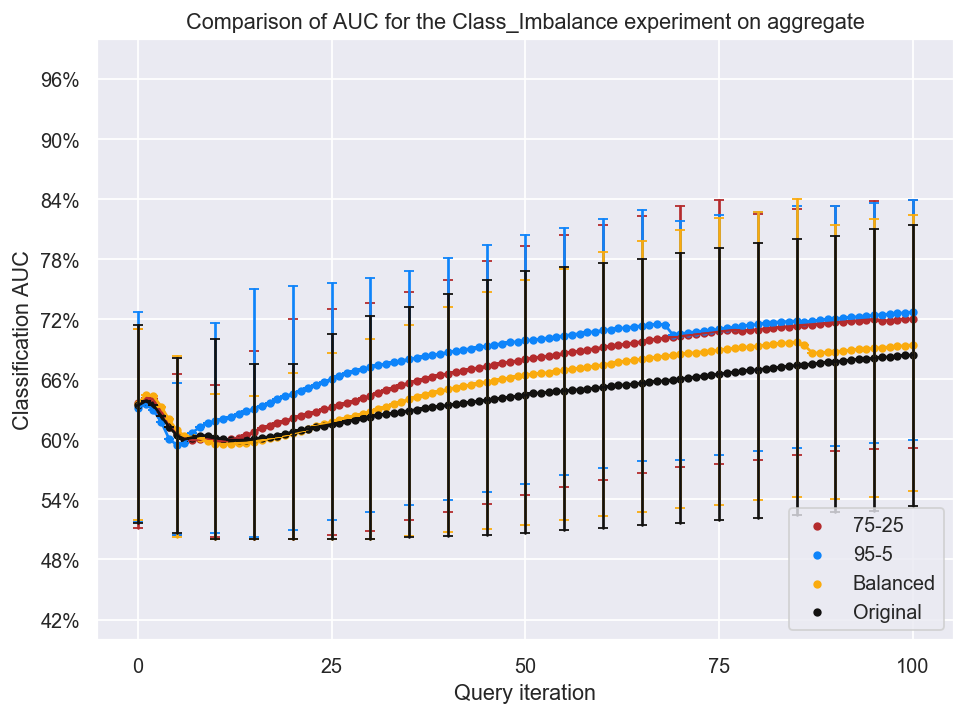 Comparison of AUC for the Class_Imbalance experiment on aggregate
96%
90%
84%
78%
72%
66%
60%
54%
48%
42%
Classification AUC
75-25
95-5
Balanced
Original
0 25 50 75 100
Query iteration